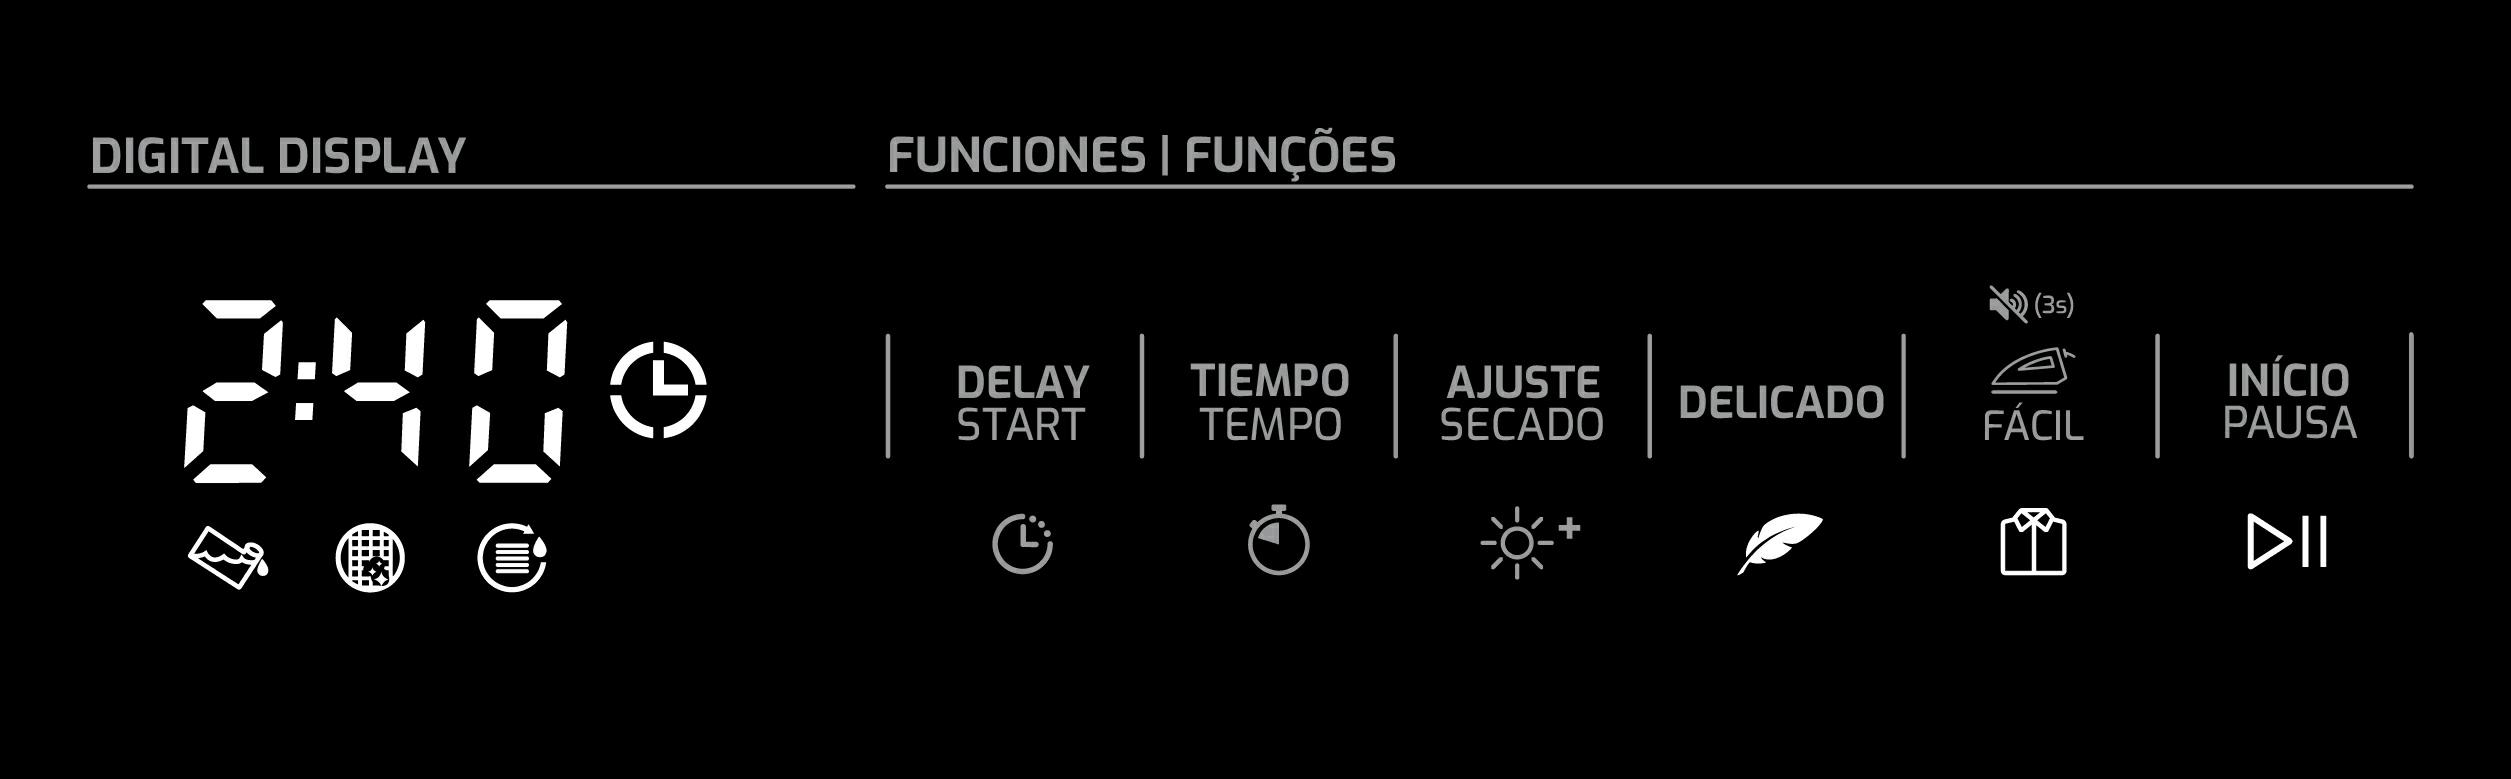 DIGITAL DISPLAY
FUNCIONES | FUNÇÕES
2:40
(3s)
DELAY
START
TIEMPO
TEMPO
AJUSTE
SECADO
DELICADO
FÁCIL
INÍCIO
PAUSA